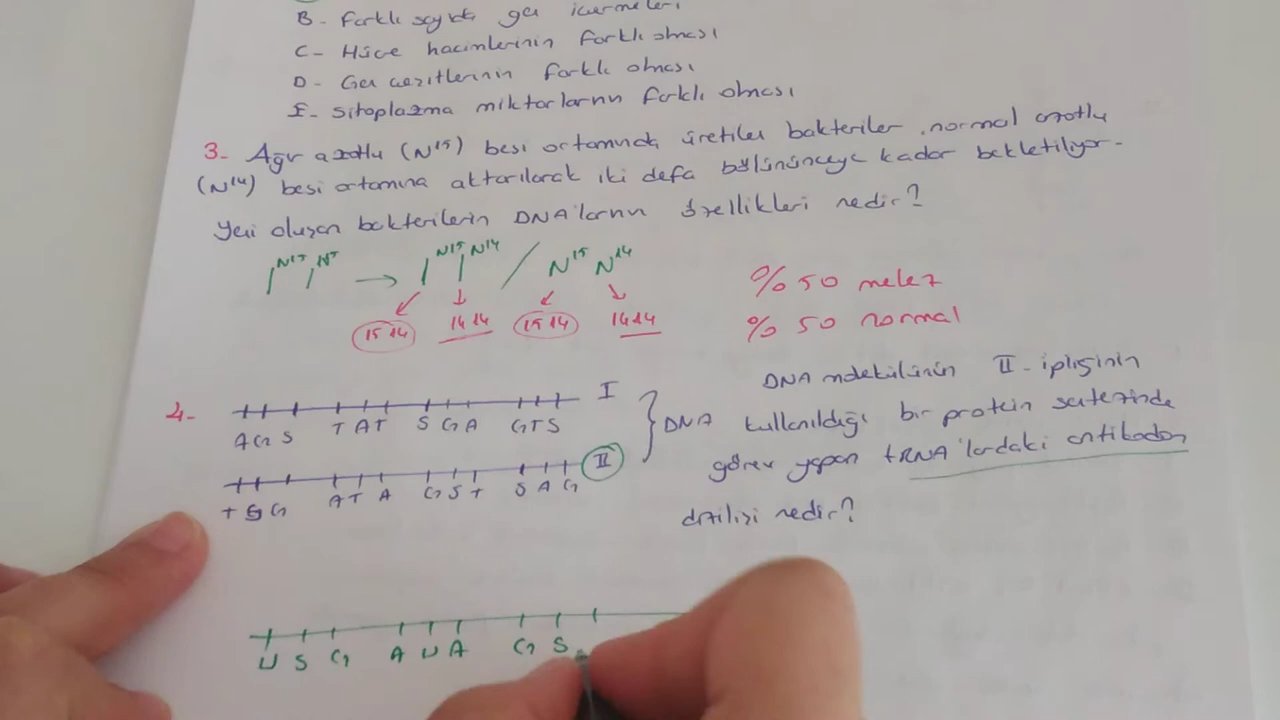 B- Farklı sayıda gen içermeleri
C- Hücre hacimlerinin farklı olması
D- Gen çeşitlerinin farklı olması
E- Sitoplazma miktarlarının farklı olması
3- Ağır azotlu (N15) besi ortamında üretilen bakteriler, normal azotlu
(N14) besi ortamına aktarılarak iki defa bölününceye kadar bekletiliyor.
Yeni oluşan bakterilerin DNA'larının özellikleri nedir?
N15 N15 → N15 N14 / N15 N14
15 14 14 14 15 14 14 14
% 50 melez
% 50 normal
4- A G S T A T S G A G T S I
T S G A T A G S T S A G II
DNA
DNA molekülünün II. ipliğinin
kullanıldığı bir protein sentezinde
görev yapan tRNA'lardaki antikodon
dizilişi nedir?
U S G A U A G S